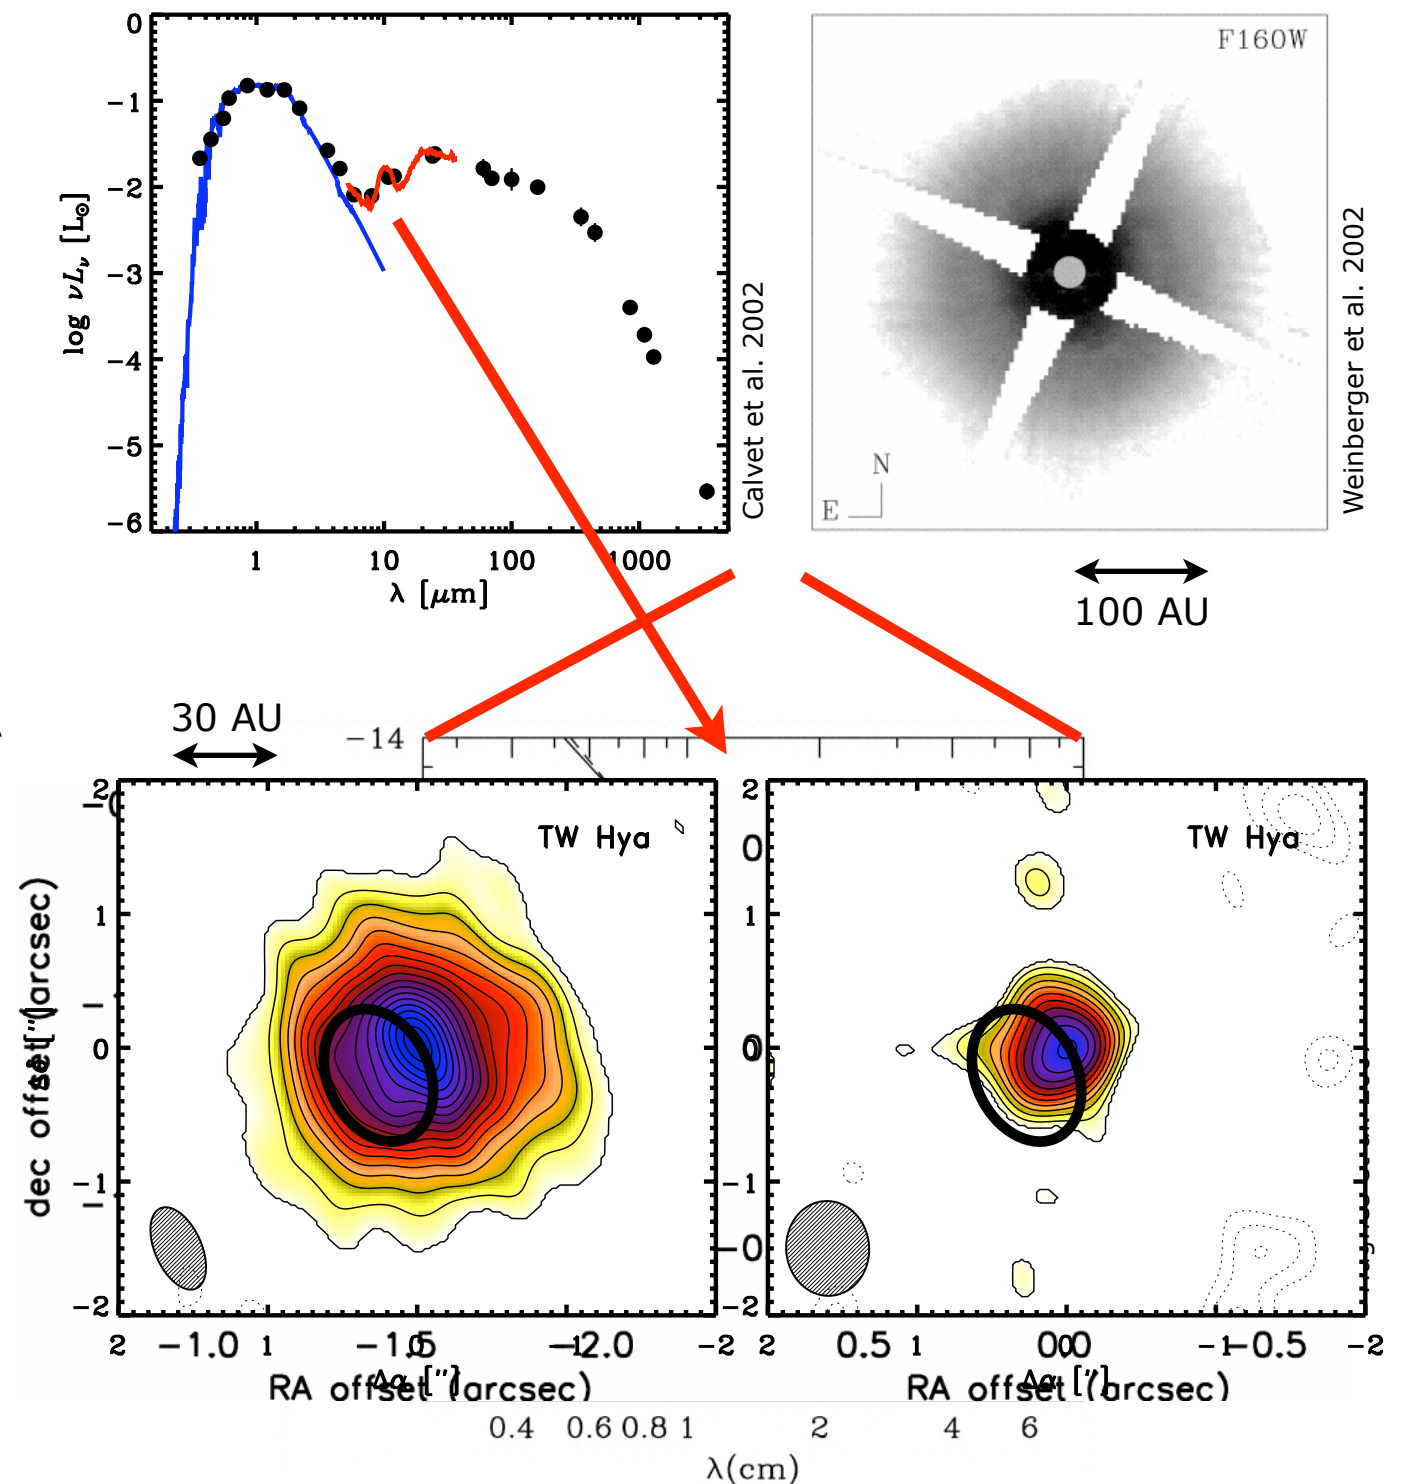 0
−1
−2
−3
−4
−5
−6
log νLν [L⊙]
1 10 100 1000
λ [μm]
Calvet et al. 2002
F160W
N
E
Weinberger et al. 2002
100 AU
30 AU
−14
TW Hya
TW Hya
2
1
0
−1
−2
dec offset (arcsec)
2
1
0
−1
−2
0
−0
2 −1.0 1 −1.5 −1 −2.0 −2
2 0.5 1 0.0 −1 −0.5 −2
RA offset (arcsec)
Δα ["]
RA offset (arcsec)
Δα ["]
0.4 0.6 0.8 1 2 4 6
λ(cm)